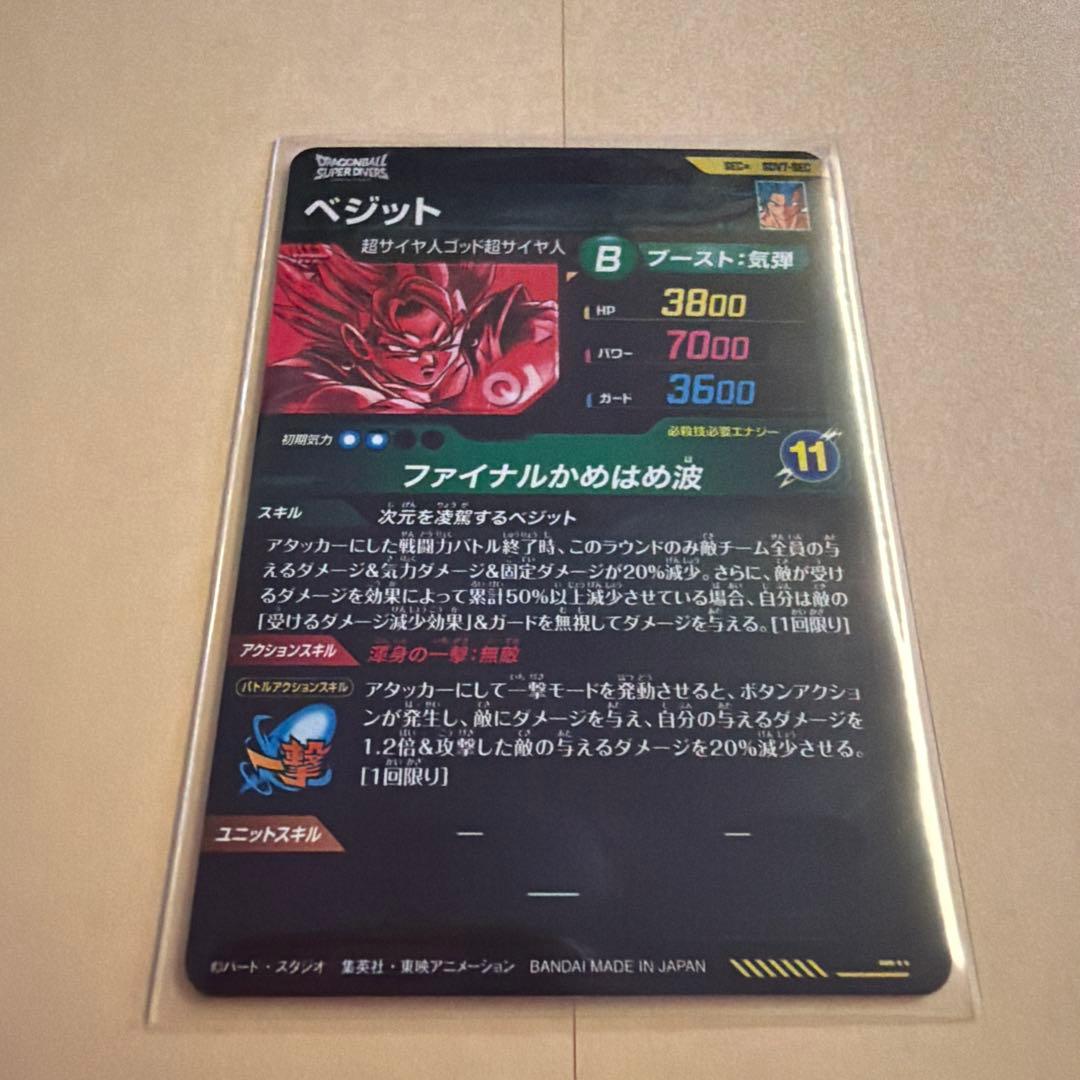 DRAGONBALL
SUPER DIVERS
SEC★ SDV7-SEC
ベジット
超サイヤ人ゴッド超サイヤ人
B ブースト:気弾
HP 3800
パワー 7000
ガード 3600
初期気力
必殺技必要エナジー
11
ファイナルかめはめ波
スキル 次元を凌駕するベジット
アタッカーにした戦闘力バトル終了時、このラウンドのみ敵チーム全員の与
えるダメージ&気力ダメージ&固定ダメージが20%減少。さらに、敵が受け
るダメージを効果によって累計50%以上減少させている場合、自分は敵の
「受けるダメージ減少効果」&ガードを無視してダメージを与える。[1回限り]
アクションスキル 渾身の一撃:無敵
バトルアクションスキル
一撃
アタッカーにして一撃モードを発動させると、ボタンアクショ
ンが発生し、敵にダメージを与え、自分の与えるダメージを
1.2倍&攻撃した敵の与えるダメージを20%減少させる。
[1回限り]
ユニットスキル ― ―
―
バード・スタジオ 集英社・東映アニメーション BANDAI MADE IN JAPAN